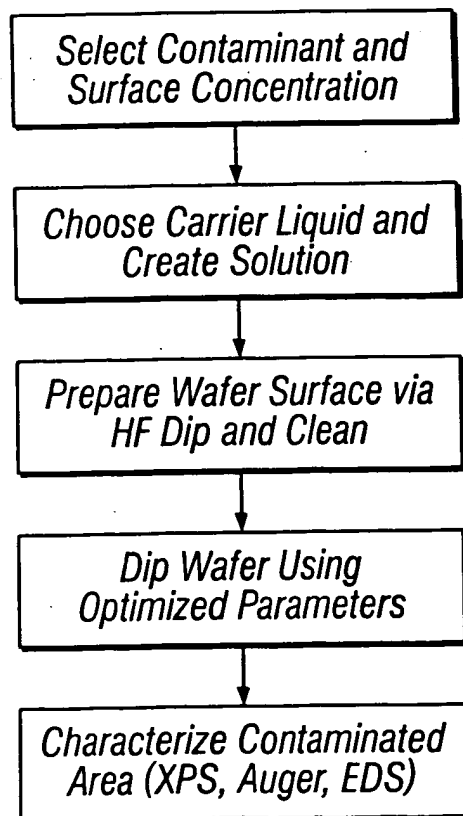 Select Contaminant and
Surface Concentration
Choose Carrier Liquid and
Create Solution
Prepare Wafer Surface via
HF Dip and Clean
Dip Wafer Using
Optimized Parameters
Characterize Contaminated
Area (XPS, Auger, EDS)